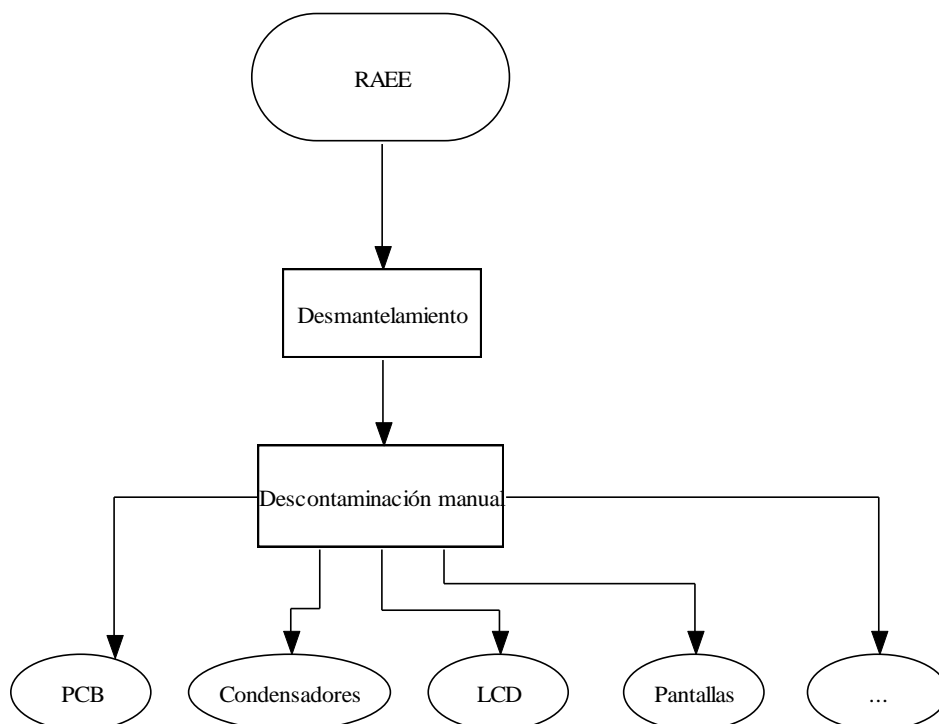 RAEE
Desmantelamiento
Descontaminación manual
PCB
Condensadores
LCD
Pantallas
...